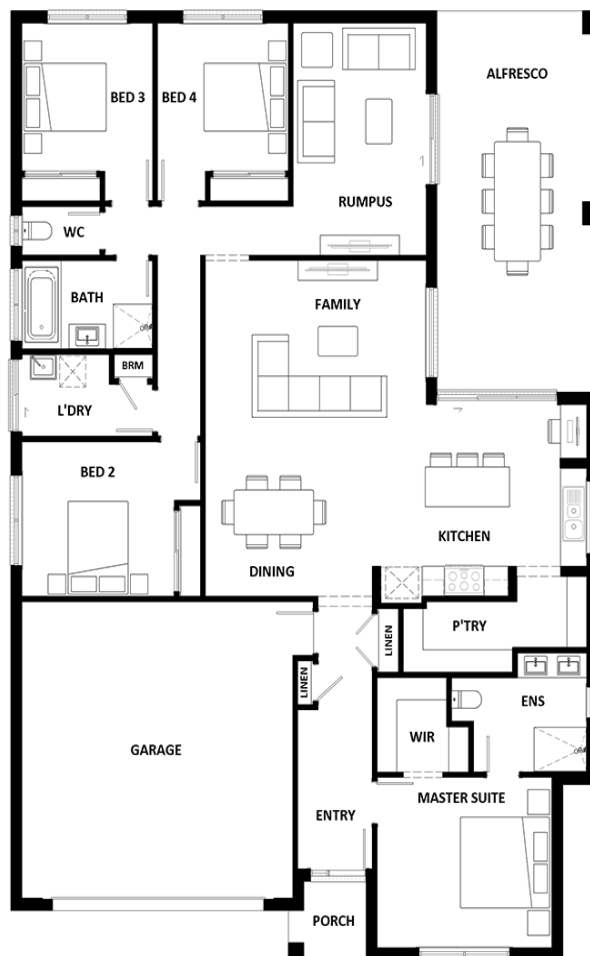 ALFRESCO
BED 3
BED 4
RUMPUS
WC
BATH
FAMILY
BRM
L'DRY
BED 2
KITCHEN
DINING
P'TRY
LINEN
LINEN
ENS
WIR
GARAGE
MASTER SUITE
ENTRY
PORCH